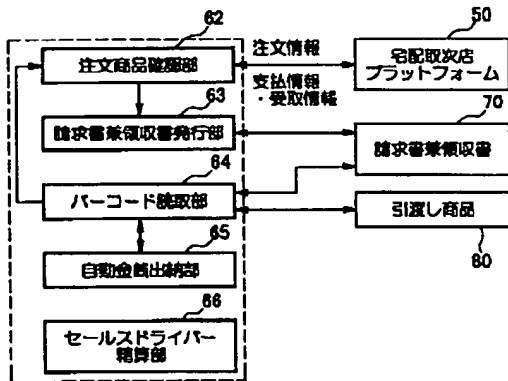 62
注文商品確認部
63
請求書兼領収書発行部
64
バーコード読取部
65
自動金銭出納部
66
セールスドライバー
精算部
注文情報
支払情報
・受取情報
50
宅配取次店
プラットフォーム
70
請求書兼領収書
引渡し商品
80